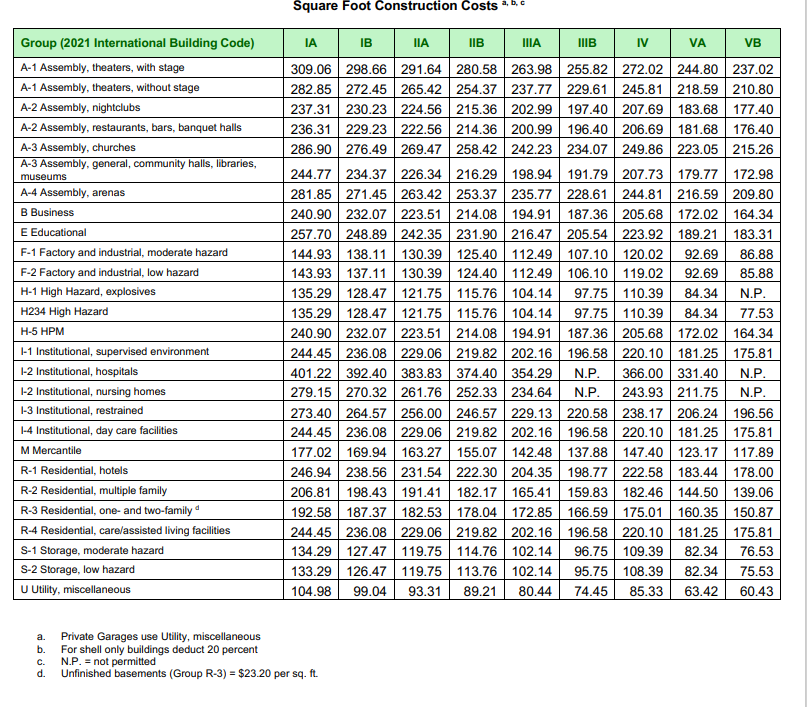 Square Foot Construction Costs a, b, c
Group (2021 International Building Code) IA IB IIA IIB IIIA IIIB IV VA VB
A-1 Assembly, theaters, with stage 309.06 298.66 291.64 280.58 263.98 255.82 272.02 244.80 237.02
A-1 Assembly, theaters, without stage 282.85 272.45 265.42 254.37 237.77 229.61 245.81 218.59 210.80
A-2 Assembly, nightclubs 237.31 230.23 224.56 215.36 202.99 197.40 207.69 183.68 177.40
A-2 Assembly, restaurants, bars, banquet halls 236.31 229.23 222.56 214.36 200.99 196.40 206.69 181.68 176.40
A-3 Assembly, churches 286.90 276.49 269.47 258.42 242.23 234.07 249.86 223.05 215.26
A-3 Assembly, general, community halls, libraries,
museums 244.77 234.37 226.34 216.29 198.94 191.79 207.73 179.77 172.98
A-4 Assembly, arenas 281.85 271.45 263.42 253.37 235.77 228.61 244.81 216.59 209.80
B Business 240.90 232.07 223.51 214.08 194.91 187.36 205.68 172.02 164.34
E Educational 257.70 248.89 242.35 231.90 216.47 205.54 223.92 189.21 183.31
F-1 Factory and industrial, moderate hazard 144.93 138.11 130.39 125.40 112.49 107.10 120.02 92.69 86.88
F-2 Factory and industrial, low hazard 143.93 137.11 130.39 124.40 112.49 106.10 119.02 92.69 85.88
H-1 High Hazard, explosives 135.29 128.47 121.75 115.76 104.14 97.75 110.39 84.34 N.P.
H234 High Hazard 135.29 128.47 121.75 115.76 104.14 97.75 110.39 84.34 77.53
H-5 HPM 240.90 232.07 223.51 214.08 194.91 187.36 205.68 172.02 164.34
I-1 Institutional, supervised environment 244.45 236.08 229.06 219.82 202.16 196.58 220.10 181.25 175.81
I-2 Institutional, hospitals 401.22 392.40 383.83 374.40 354.29 N.P. 366.00 331.40 N.P.
I-2 Institutional, nursing homes 279.15 270.32 261.76 252.33 234.64 N.P. 243.93 211.75 N.P.
I-3 Institutional, restrained 273.40 264.57 256.00 246.57 229.13 220.58 238.17 206.24 196.56
I-4 Institutional, day care facilities 244.45 236.08 229.06 219.82 202.16 196.58 220.10 181.25 175.81
M Mercantile 177.02 169.94 163.27 155.07 142.48 137.88 147.40 123.17 117.89
R-1 Residential, hotels 246.94 238.56 231.54 222.30 204.35 198.77 222.58 183.44 178.00
R-2 Residential, multiple family 206.81 198.43 191.41 182.17 165.41 159.83 182.46 144.50 139.06
R-3 Residential, one- and two-family d 192.58 187.37 182.53 178.04 172.85 166.59 175.01 160.35 150.87
R-4 Residential, care/assisted living facilities 244.45 236.08 229.06 219.82 202.16 196.58 220.10 181.25 175.81
S-1 Storage, moderate hazard 134.29 127.47 119.75 114.76 102.14 96.75 109.39 82.34 76.53
S-2 Storage, low hazard 133.29 126.47 119.75 113.76 102.14 95.75 108.39 82.34 75.53
U Utility, miscellaneous 104.98 99.04 93.31 89.21 80.44 74.45 85.33 63.42 60.43
a. Private Garages use Utility, miscellaneous
b. For shell only buildings deduct 20 percent
c. N.P. = not permitted
d. Unfinished basements (Group R-3) = $23.20 per sq. ft.